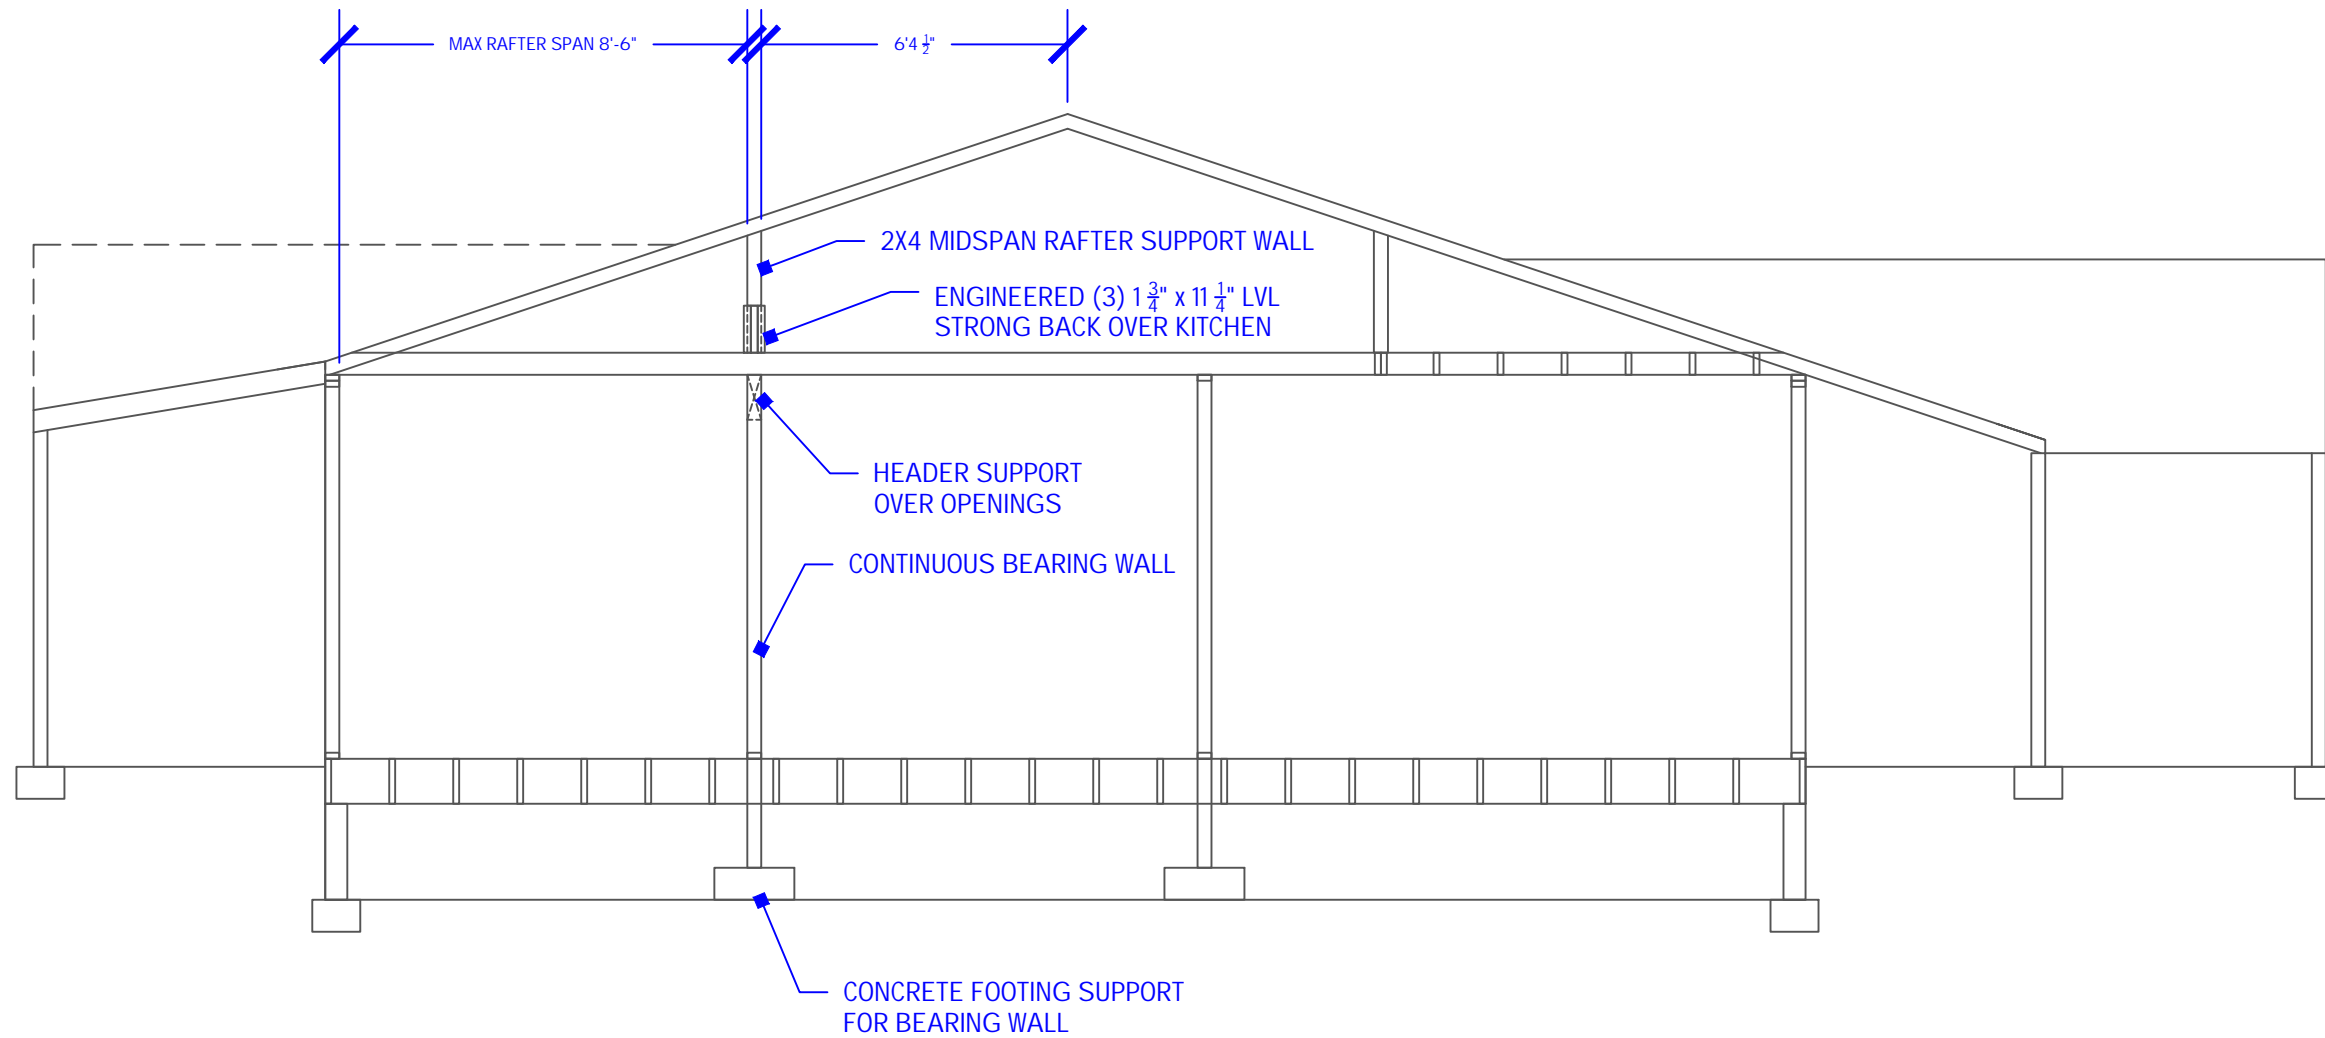 MAX RAFTER SPAN 8'-6"
6'4 1/2"
2X4 MIDSPAN RAFTER SUPPORT WALL
ENGINEERED (3) 1 3/4" x 11 1/4" LVL
STRONG BACK OVER KITCHEN
HEADER SUPPORT
OVER OPENINGS
CONTINUOUS BEARING WALL
CONCRETE FOOTING SUPPORT
FOR BEARING WALL